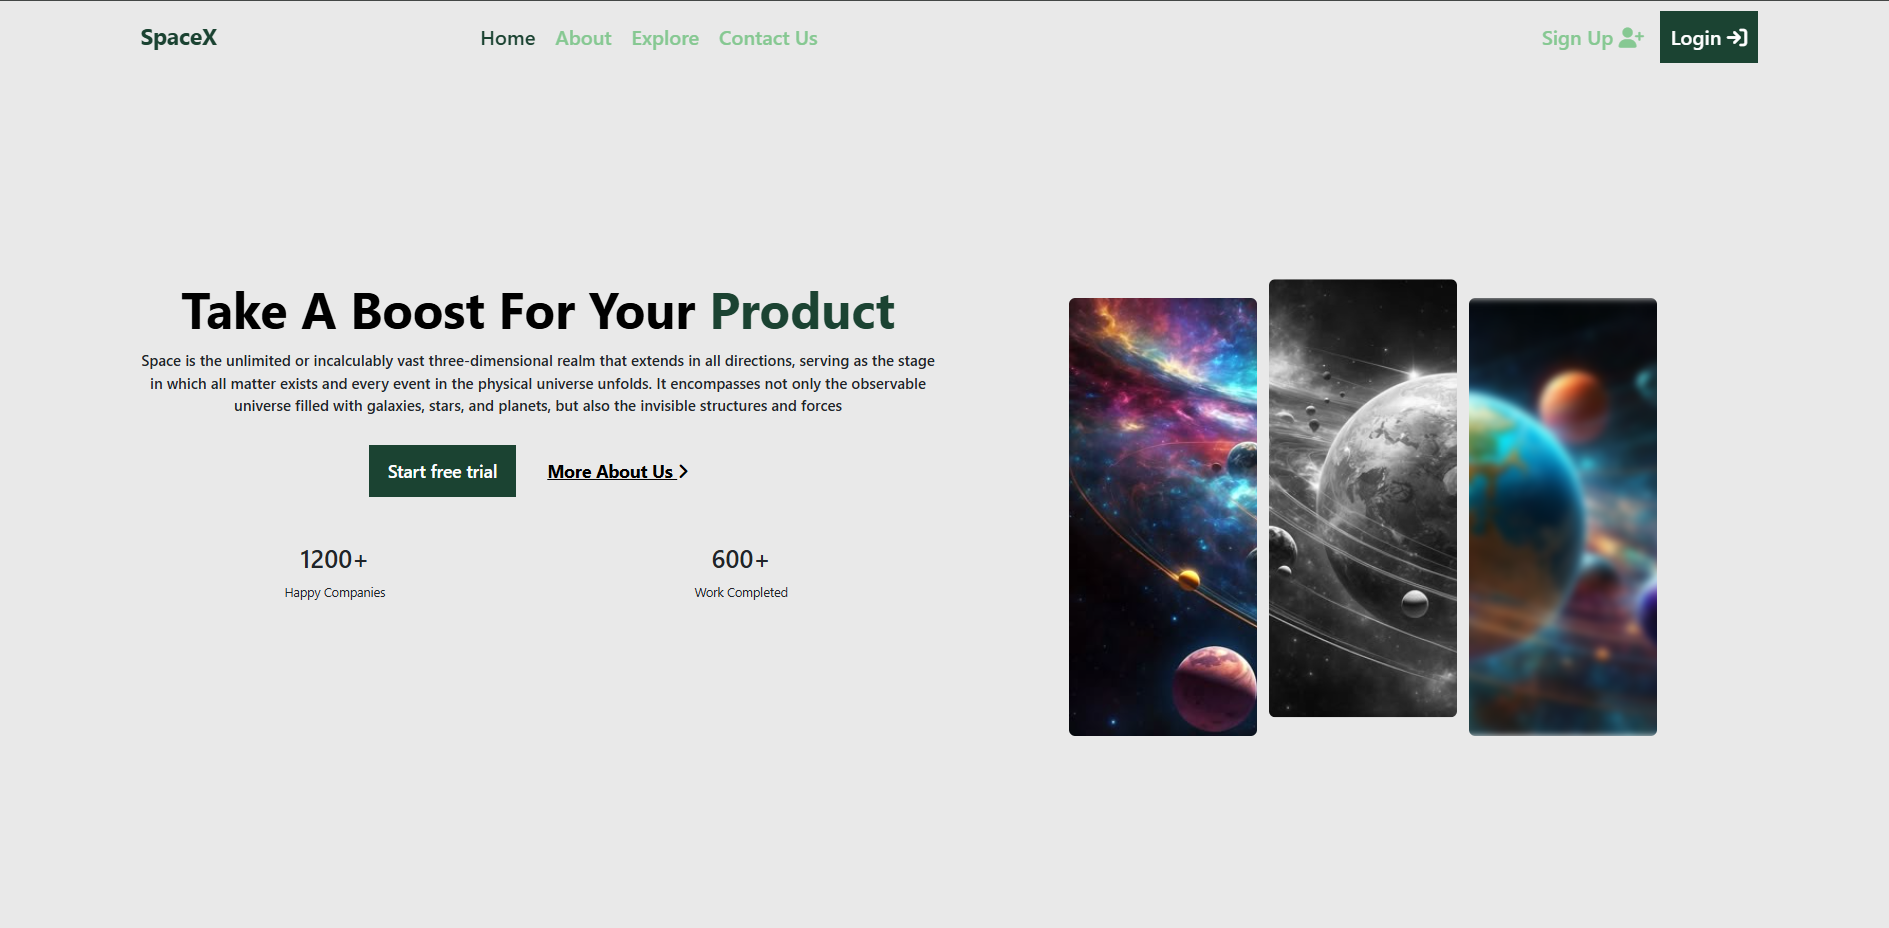 SpaceX
Home About Explore Contact Us
Sign Up
Login
Take A Boost For Your Product
Space is the unlimited or incalculably vast three-dimensional realm that extends in all directions, serving as the stage
in which all matter exists and every event in the physical universe unfolds. It encompasses not only the observable
universe filled with galaxies, stars, and planets, but also the invisible structures and forces
Start free trial
More About Us
1200+
Happy Companies
600+
Work Completed